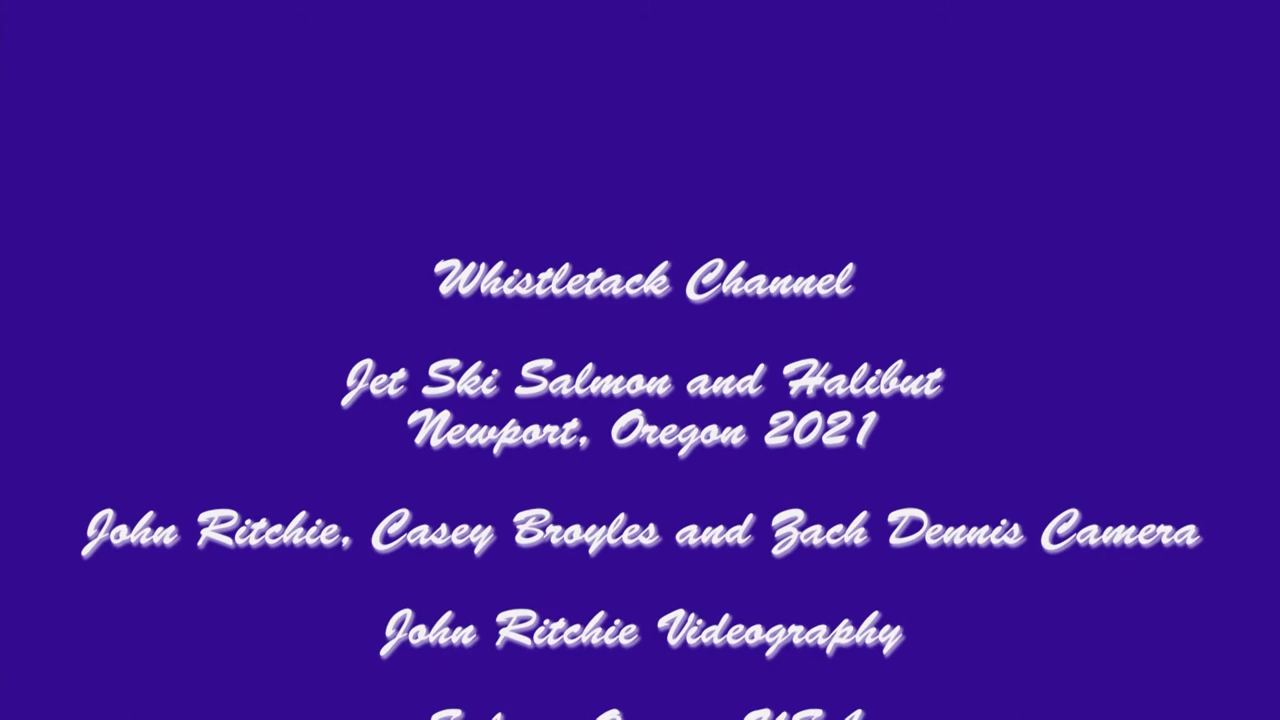 Whistletack Channel
Jet Ski Salmon and Halibut
Newport, Oregon 2021
John Ritchie, Casey Broyles and Zach Dennis Camera
John Ritchie Videography